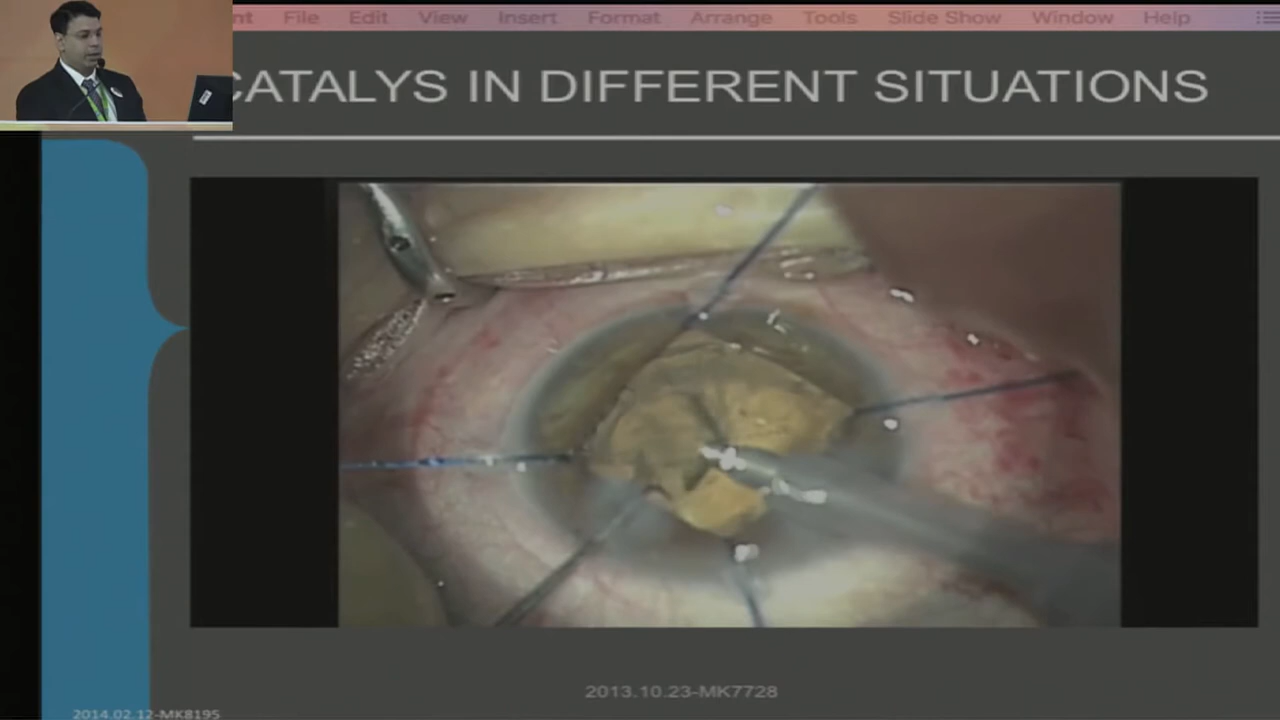 File Edit View Insert Format Arrange Tools Slide Show Window Help
CATALYS IN DIFFERENT SITUATIONS
2013.10.23-MK7728
2014.02.12-MK8195